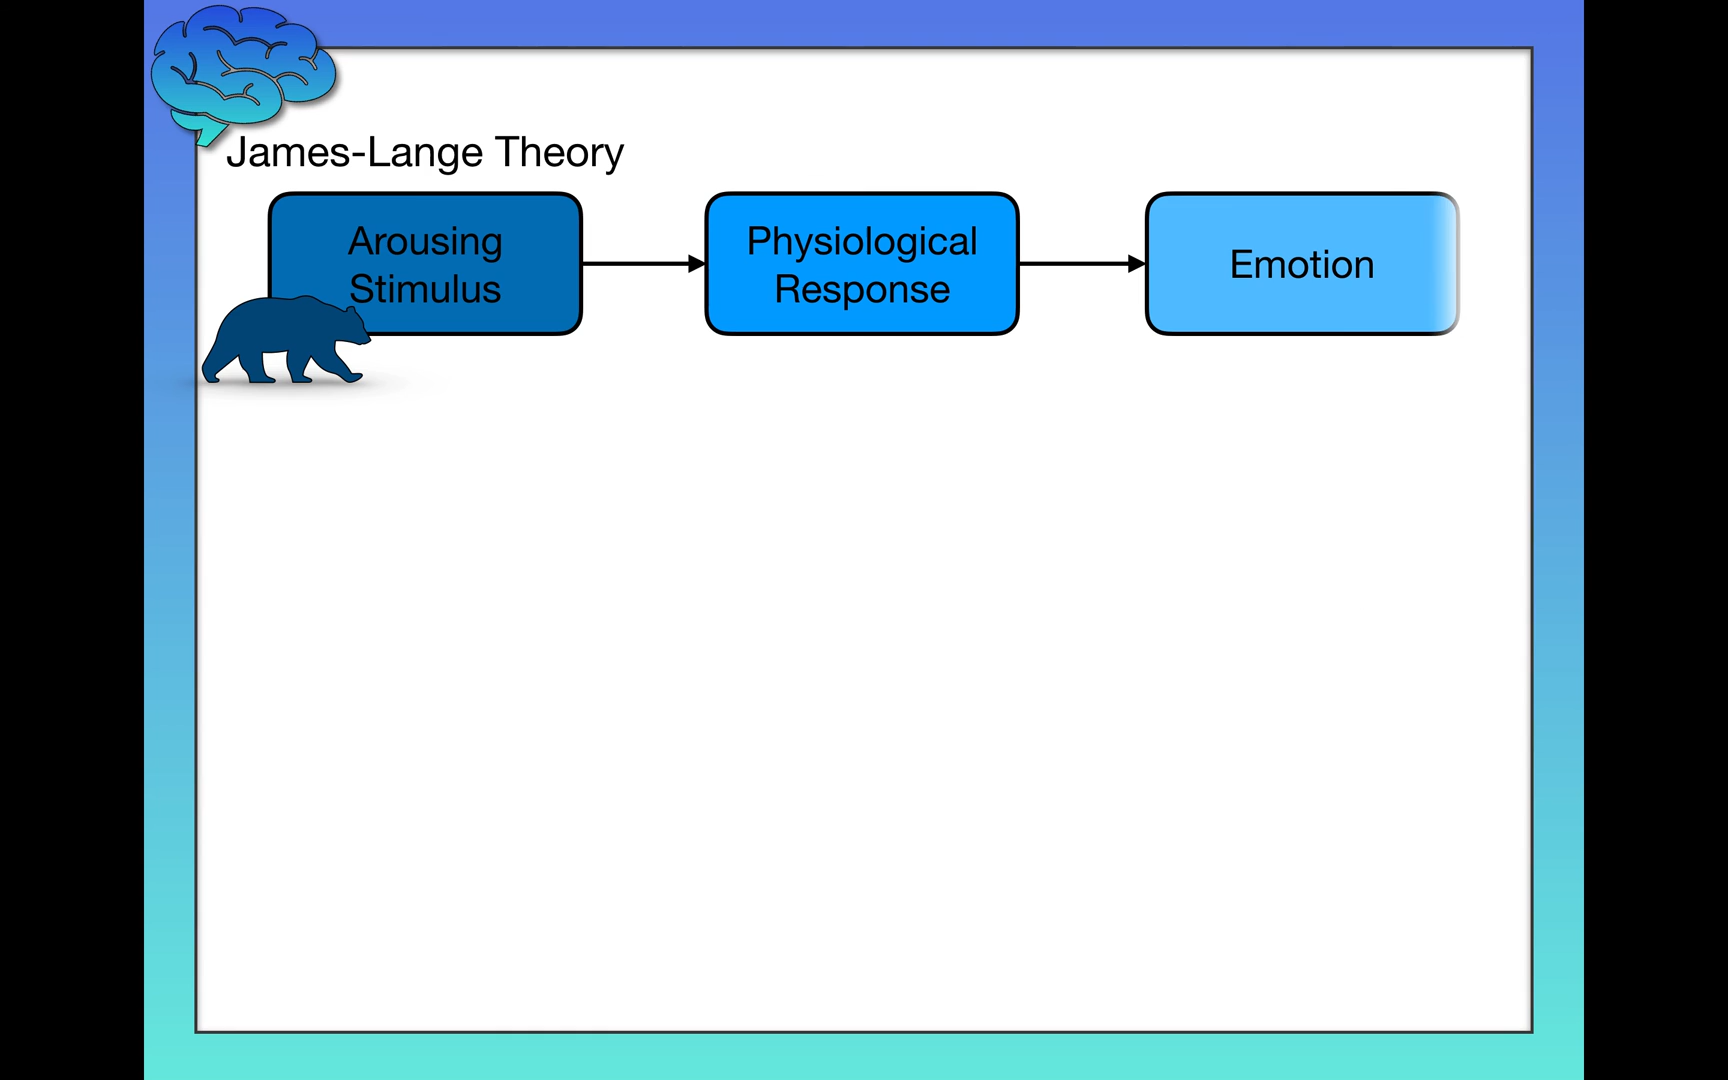 James-Lange Theory
Arousing
Stimulus
Physiological
Response
Emotion